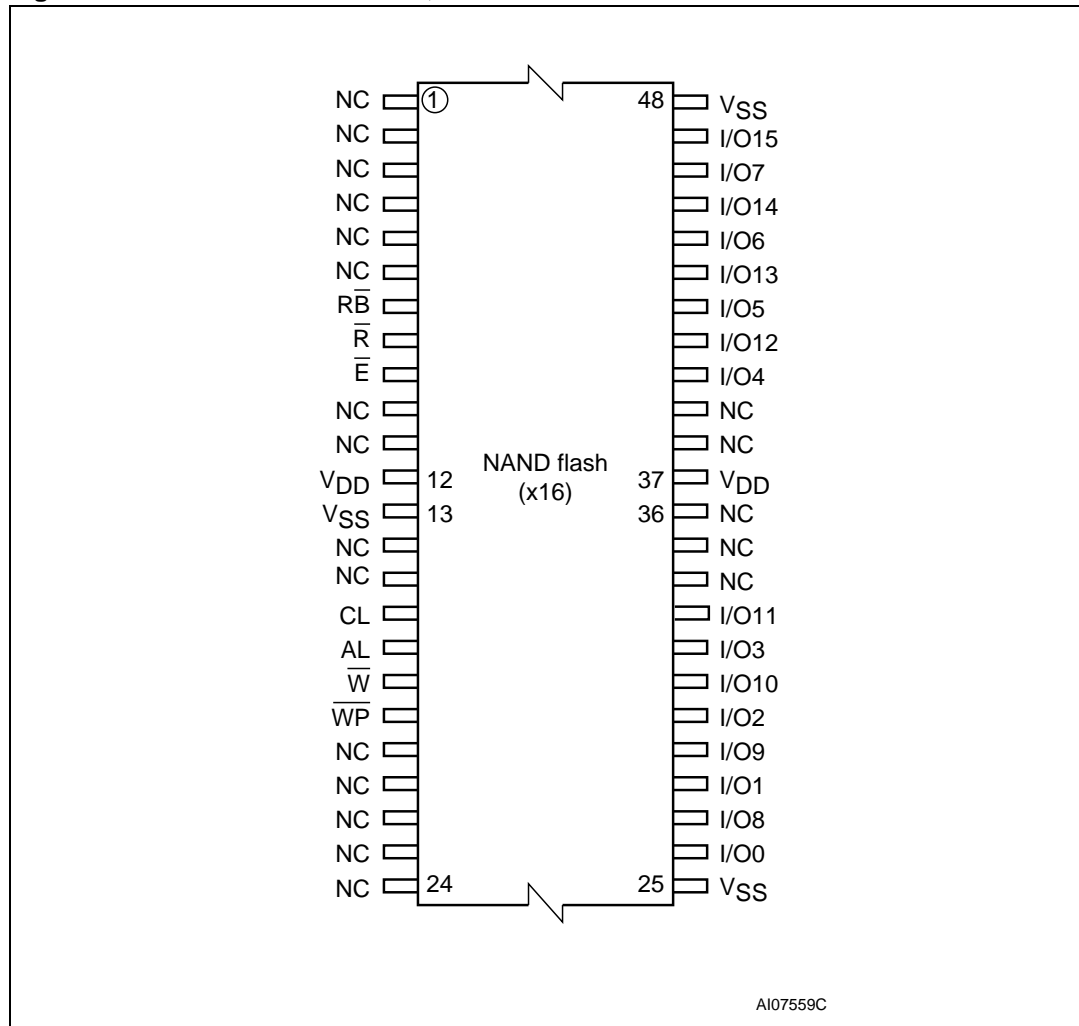 NC 1 48 VSS
NC I/O15
NC I/O7
NC I/O14
NC I/O6
NC I/O13
RB̅ I/O5
R̅ I/O12
E̅ I/O4
NC NC
NC NC
VDD 12 NAND flash 37 VDD
(x16)
VSS 13 36 NC
NC NC
NC NC
CL I/O11
AL I/O3
W̅ I/O10
W̅P̅ I/O2
NC I/O9
NC I/O1
NC I/O8
NC I/O0
NC 24 25 VSS
AI07559C